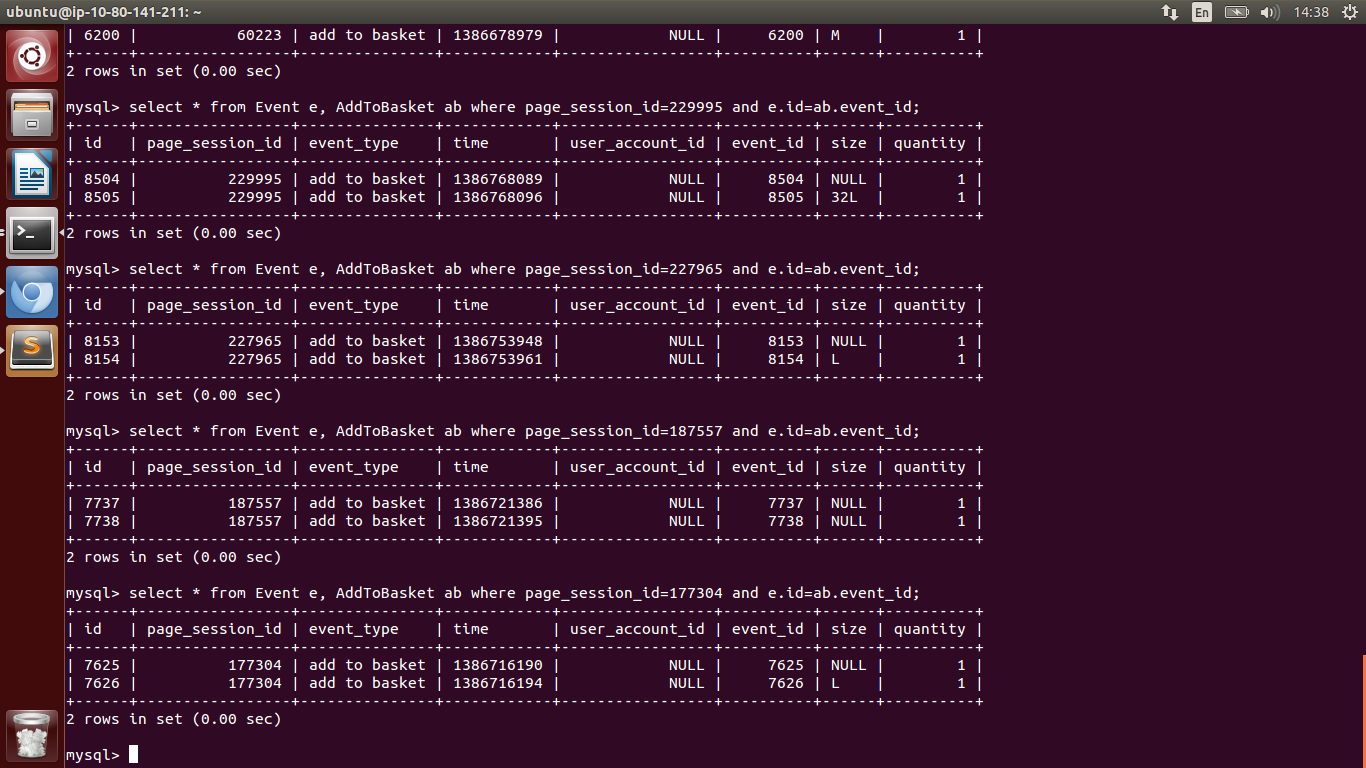 ubuntu@ip-10-80-141-211: ~ En 14:38
| 6200 |           60223 | add to basket | 1386678979 |            NULL |     6200 | M    |        1 |
+------+-----------------+---------------+------------+-----------------+----------+------+----------+
2 rows in set (0.00 sec)
mysql> select * from Event e, AddToBasket ab where page_session_id=229995 and e.id=ab.event_id;
+------+-----------------+---------------+------------+-----------------+----------+------+----------+
| id   | page_session_id | event_type    | time       | user_account_id | event_id | size | quantity |
+------+-----------------+---------------+------------+-----------------+----------+------+----------+
| 8504 |          229995 | add to basket | 1386768089 |            NULL |     8504 | NULL |        1 |
| 8505 |          229995 | add to basket | 1386768096 |            NULL |     8505 | 32L  |        1 |
+------+-----------------+---------------+------------+-----------------+----------+------+----------+
2 rows in set (0.00 sec)
mysql> select * from Event e, AddToBasket ab where page_session_id=227965 and e.id=ab.event_id;
+------+-----------------+---------------+------------+-----------------+----------+------+----------+
| id   | page_session_id | event_type    | time       | user_account_id | event_id | size | quantity |
+------+-----------------+---------------+------------+-----------------+----------+------+----------+
| 8153 |          227965 | add to basket | 1386753948 |            NULL |     8153 | NULL |        1 |
| 8154 |          227965 | add to basket | 1386753961 |            NULL |     8154 | L    |        1 |
+------+-----------------+---------------+------------+-----------------+----------+------+----------+
2 rows in set (0.00 sec)
mysql> select * from Event e, AddToBasket ab where page_session_id=187557 and e.id=ab.event_id;
+------+-----------------+---------------+------------+-----------------+----------+------+----------+
| id   | page_session_id | event_type    | time       | user_account_id | event_id | size | quantity |
+------+-----------------+---------------+------------+-----------------+----------+------+----------+
| 7737 |          187557 | add to basket | 1386721386 |            NULL |     7737 | NULL |        1 |
| 7738 |          187557 | add to basket | 1386721395 |            NULL |     7738 | NULL |        1 |
+------+-----------------+---------------+------------+-----------------+----------+------+----------+
2 rows in set (0.00 sec)
mysql> select * from Event e, AddToBasket ab where page_session_id=177304 and e.id=ab.event_id;
+------+-----------------+---------------+------------+-----------------+----------+------+----------+
| id   | page_session_id | event_type    | time       | user_account_id | event_id | size | quantity |
+------+-----------------+---------------+------------+-----------------+----------+------+----------+
| 7625 |          177304 | add to basket | 1386716190 |            NULL |     7625 | NULL |        1 |
| 7626 |          177304 | add to basket | 1386716194 |            NULL |     7626 | L    |        1 |
+------+-----------------+---------------+------------+-----------------+----------+------+----------+
2 rows in set (0.00 sec)
mysql>